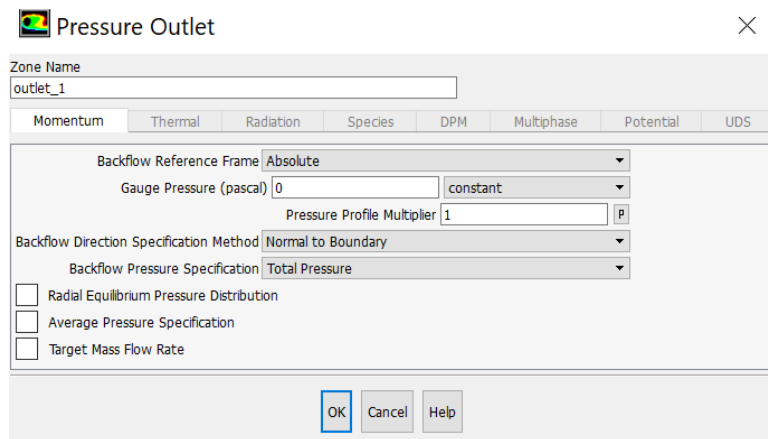 Pressure Outlet
Zone Name
outlet_1
Momentum Thermal Radiation Species DPM Multiphase Potential UDS
Backflow Reference Frame Absolute
Gauge Pressure (pascal) 0 constant
Pressure Profile Multiplier 1 P
Backflow Direction Specification Method Normal to Boundary
Backflow Pressure Specification Total Pressure
Radial Equilibrium Pressure Distribution
Average Pressure Specification
Target Mass Flow Rate
OK Cancel Help